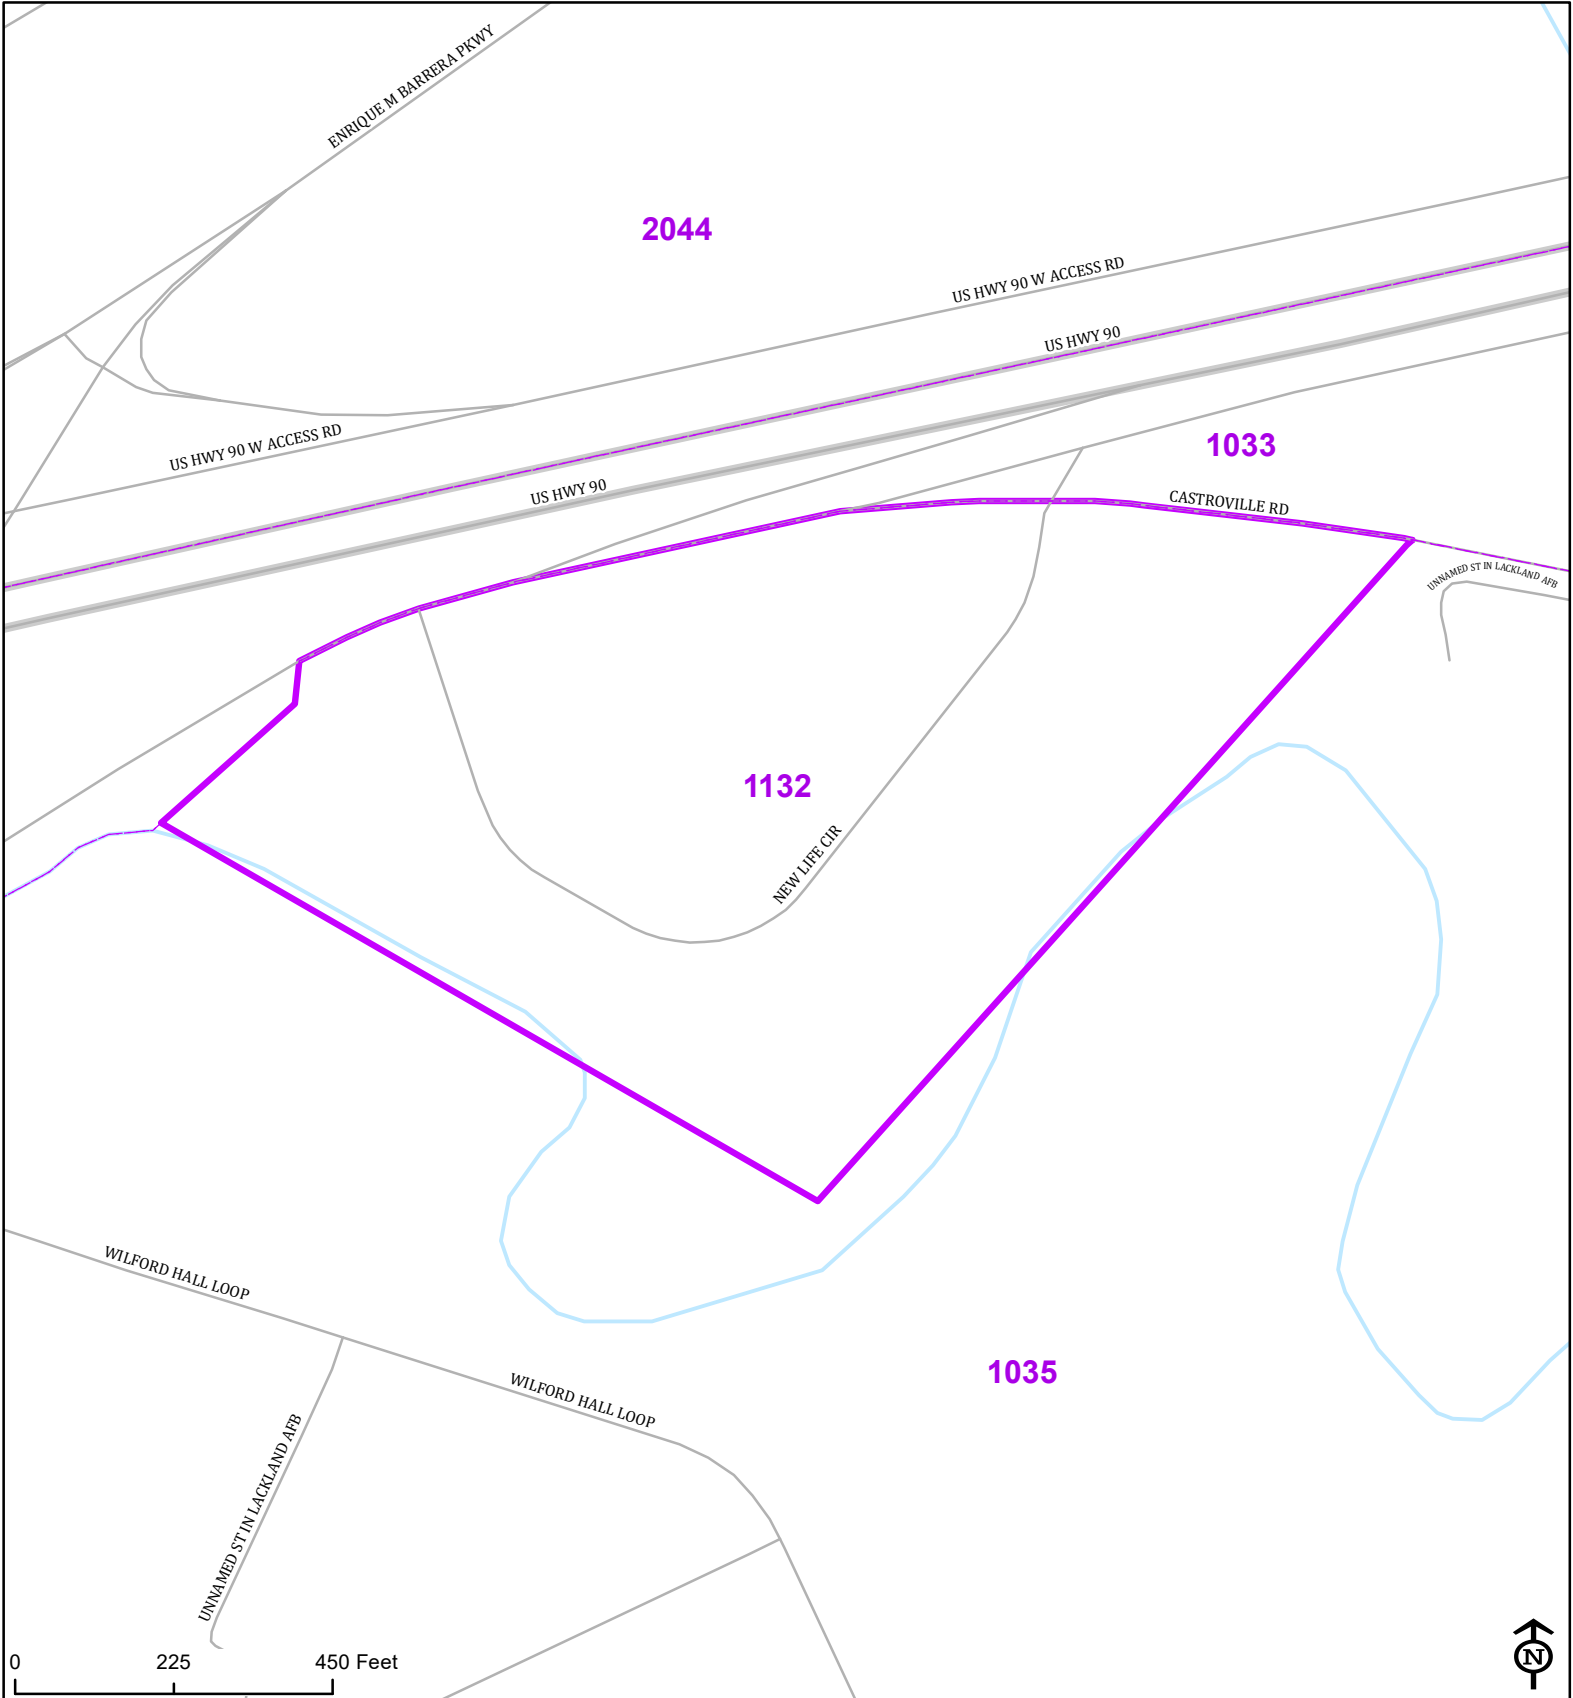 ENRIQUE M BARRERA PKWY
2044
US HWY 90 W ACCESS RD
US HWY 90
US HWY 90 W ACCESS RD
1033
US HWY 90
CASTROVILLE RD
UNNAMED ST IN LACKLAND AFB
1132
NEW LIFE CIR
WILFORD HALL LOOP
1035
WILFORD HALL LOOP
UNNAMED ST IN LACKLAND AFB
0 225 450 Feet
N